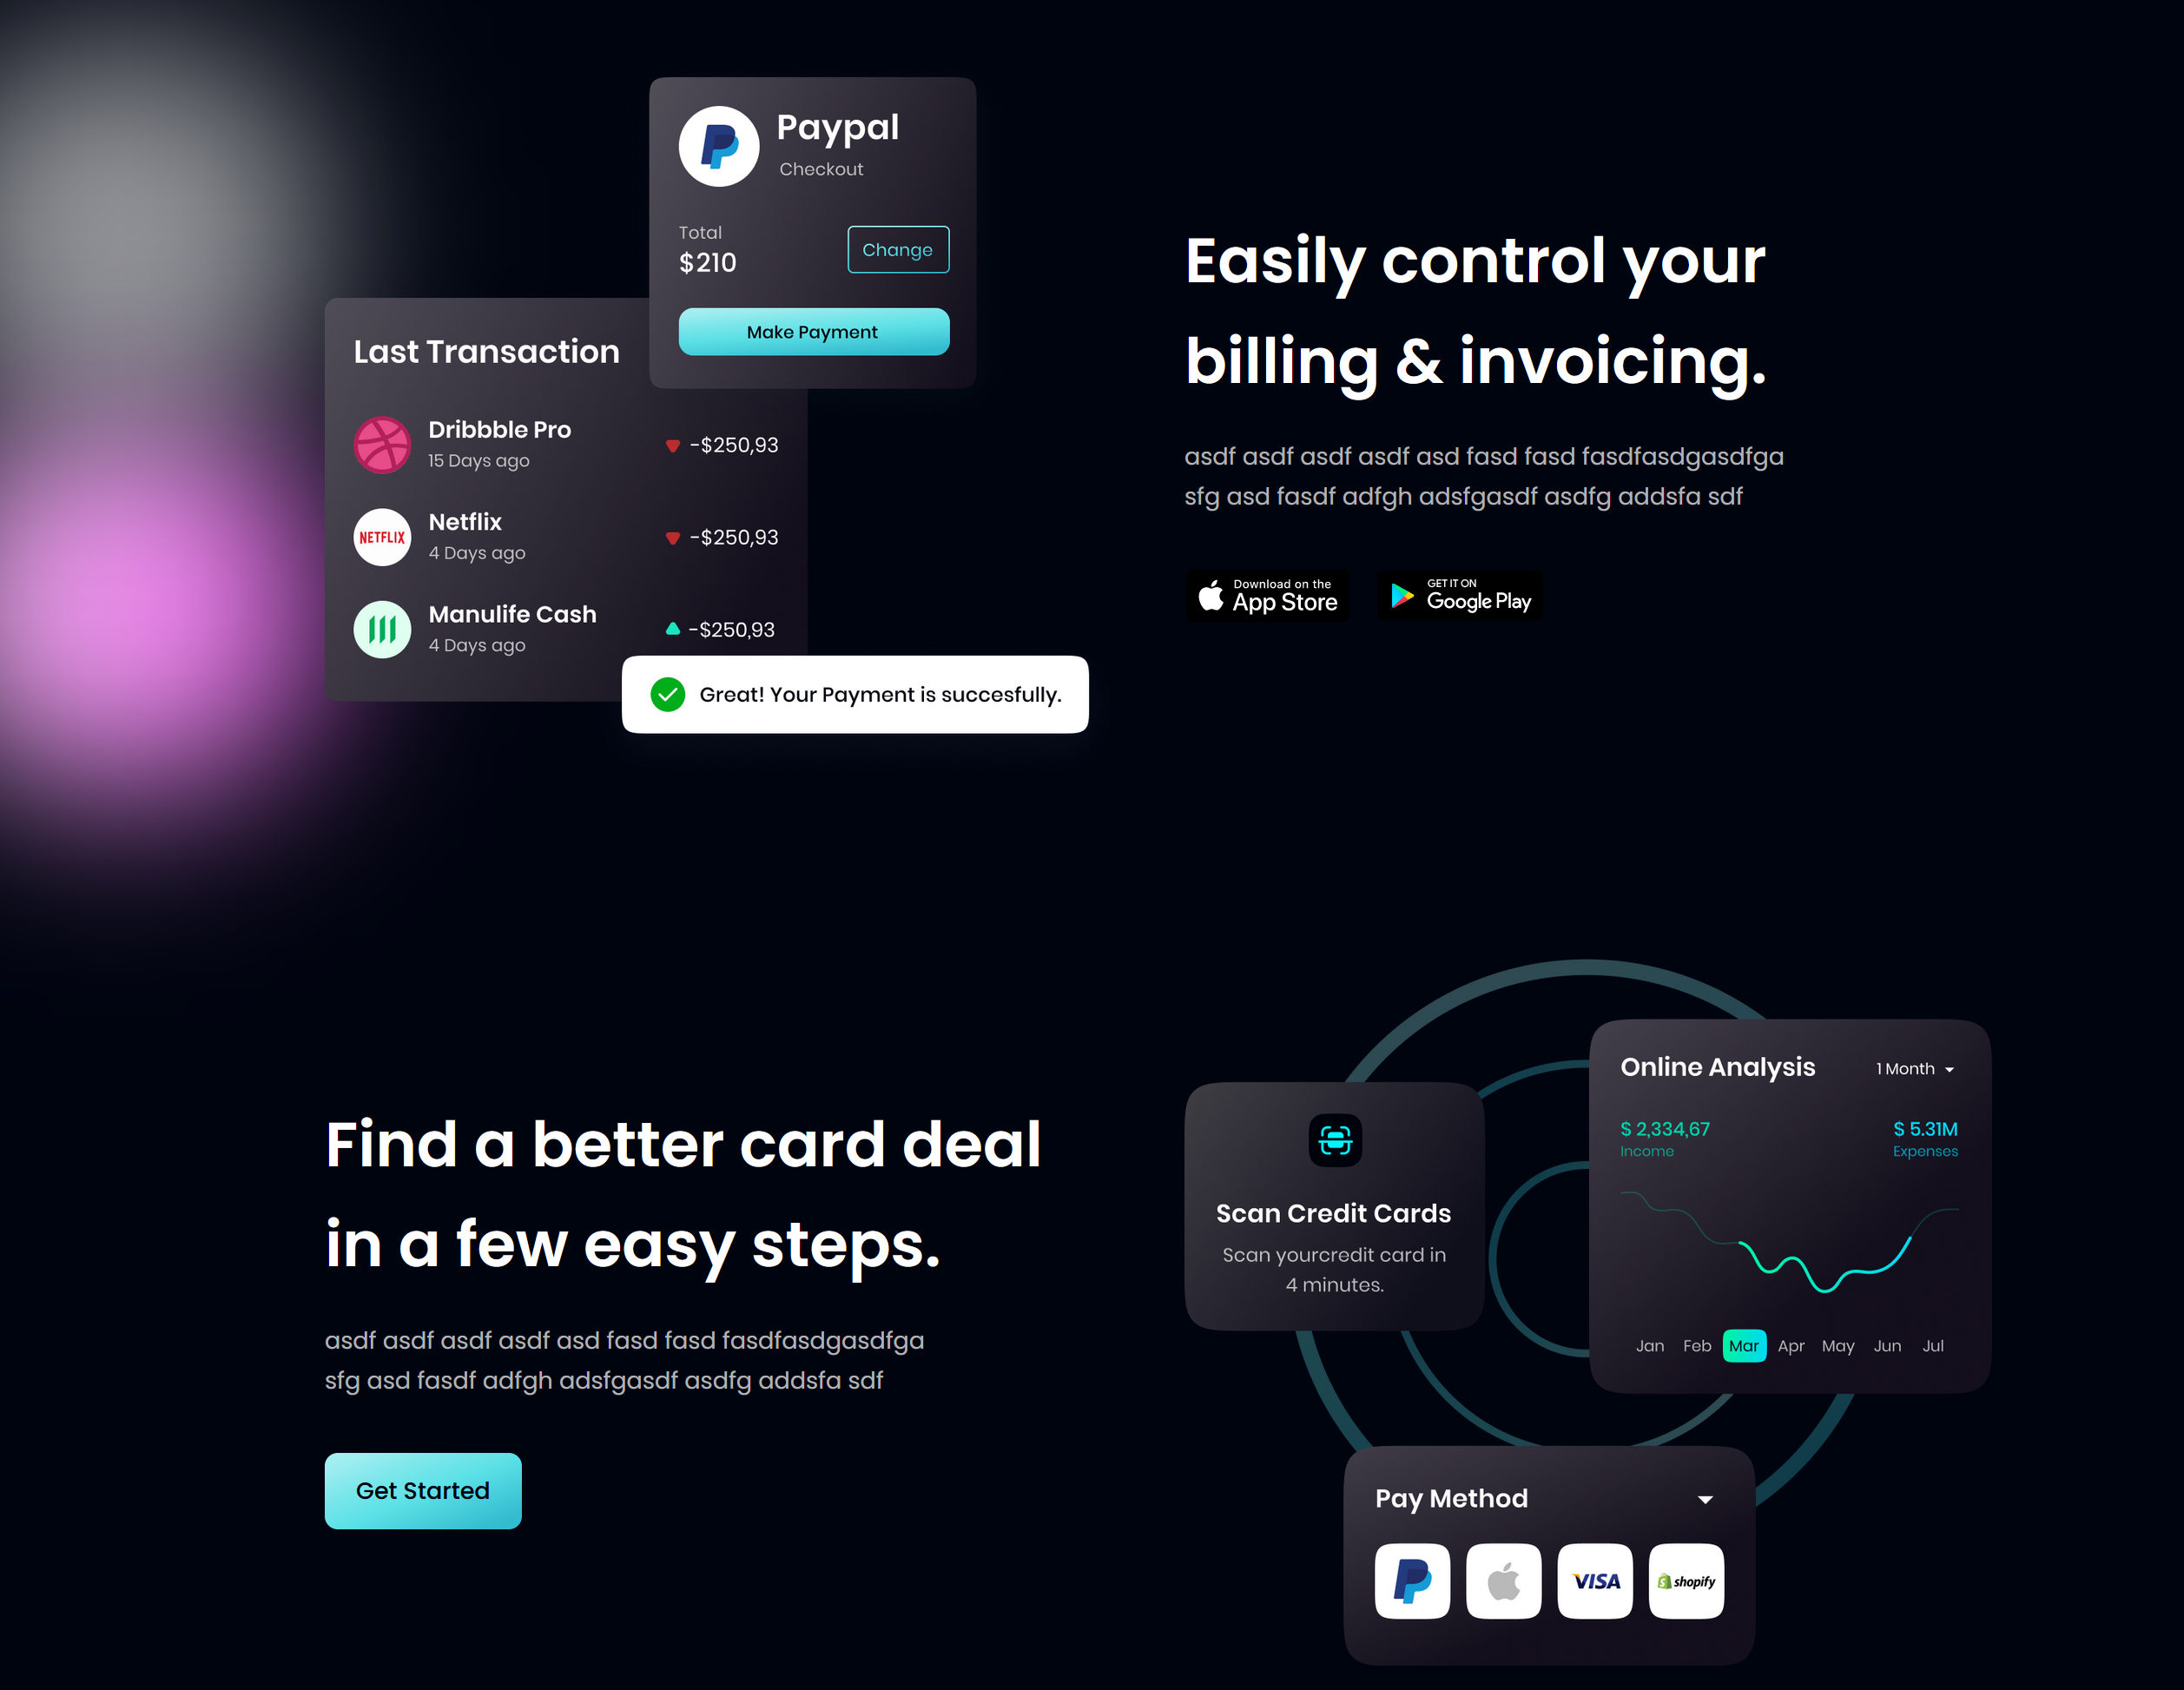 Paypal
Checkout
Total
$210
Change
Make Payment
Last Transaction
Dribbble Pro
15 Days ago
-$250,93
NETFLIX
Netflix
4 Days ago
-$250,93
Manulife Cash
4 Days ago
-$250,93
Great! Your Payment is succesfully.
Easily control your
billing & invoicing.
asdf asdf asdf asdf asd fasd fasd fasdfasdgasdfga
sfg asd fasdf adfgh adsfgasdf asdfg addsfa sdf
Download on the
App Store
GET IT ON
Google Play
Find a better card deal
in a few easy steps.
asdf asdf asdf asdf asd fasd fasd fasdfasdgasdfga
sfg asd fasdf adfgh adsfgasdf asdfg addsfa sdf
Get Started
Scan Credit Cards
Scan yourcredit card in
4 minutes.
Online Analysis
1 Month
$ 2,334,67
Income
$ 5.31M
Expenses
Jan Feb Mar Apr May Jun Jul
Pay Method
VISA
shopify